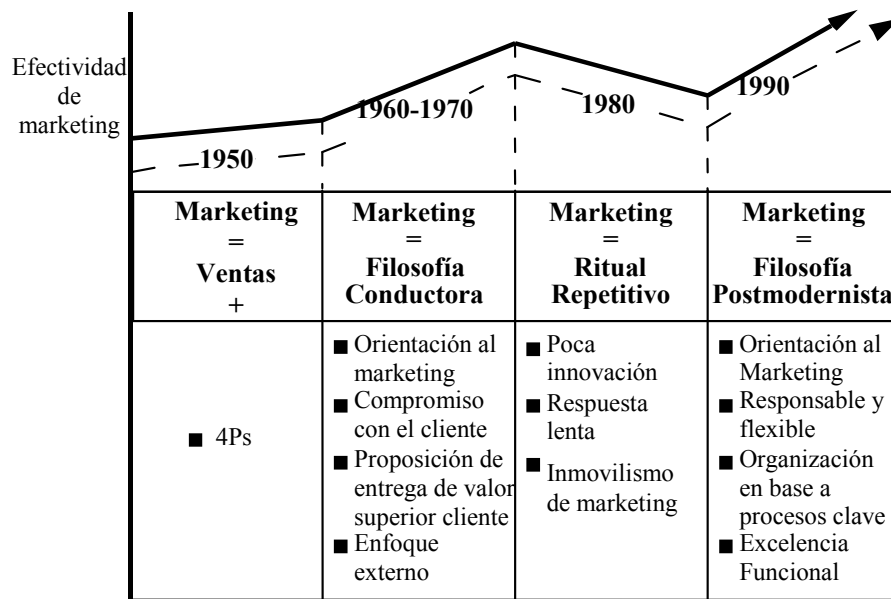 Efectividad
de
marketing
1950
1960-1970
1980
1990
Marketing
=
Ventas
+
Marketing
=
Filosofía
Conductora
Marketing
=
Ritual
Repetitivo
Marketing
=
Filosofía
Postmodernista
■ 4Ps
■ Orientación al
marketing
■ Compromiso
con el cliente
■ Proposición de
entrega de valor
superior cliente
■ Enfoque
externo
■ Poca
innovación
■ Respuesta
lenta
■ Inmovilismo
de marketing
■ Orientación al
Marketing
■ Responsable y
flexible
■ Organización
en base a
procesos clave
■ Excelencia
Funcional